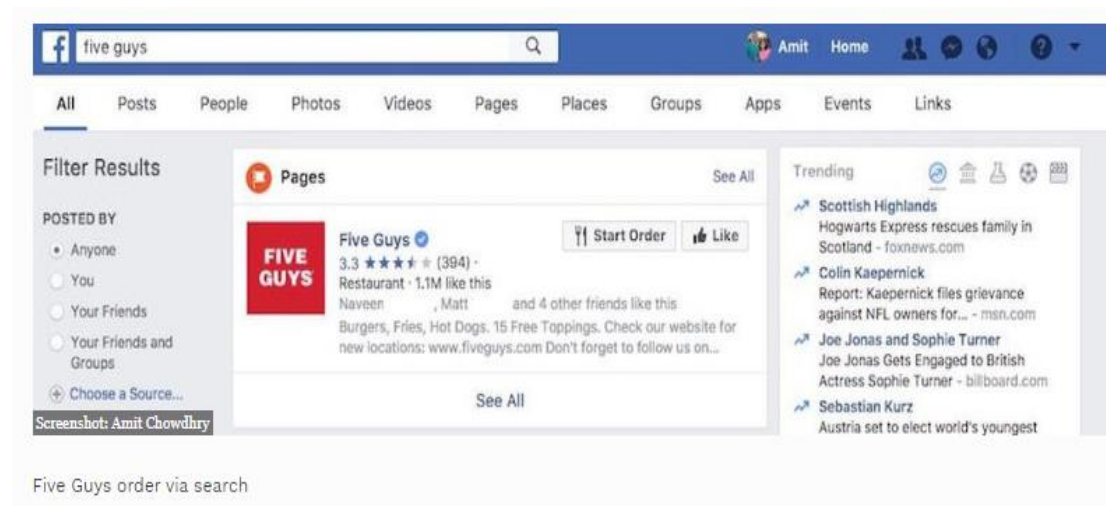 f five guys
Amit Home
?
All Posts People Photos Videos Pages Places Groups Apps Events Links
Filter Results
POSTED BY
Anyone
You
Your Friends
Your Friends and
Groups
Choose a Source...
Pages See All
FIVE
GUYS
Five Guys Start Order Like
3.3 (394) ·
Restaurant · 1.1M like this
Naveen , Matt and 4 other friends like this
Burgers, Fries, Hot Dogs. 15 Free Toppings. Check our website for
new locations: www.fiveguys.com Don't forget to follow us on...
See All
Trending
Scottish Highlands
Hogwarts Express rescues family in
Scotland - foxnews.com
Colin Kaepernick
Report: Kaepernick files grievance
against NFL owners for... - msn.com
Joe Jonas and Sophie Turner
Joe Jonas Gets Engaged to British
Actress Sophie Turner - billboard.com
Sebastian Kurz
Austria set to elect world's youngest
Screenshot: Amit Chowdhry
Five Guys order via search